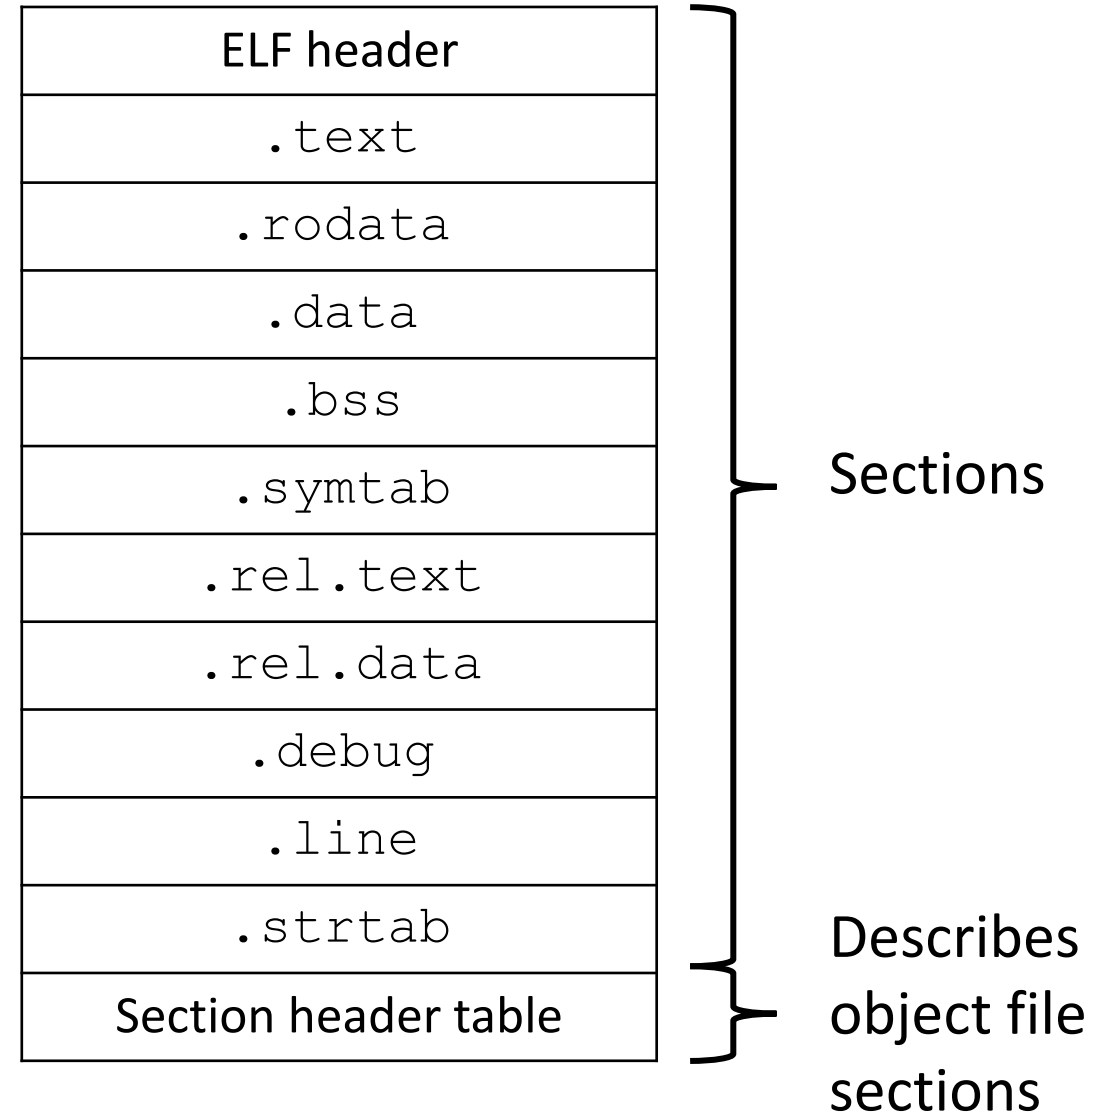 ELF header
.text
.rodata
.data
.bss
.symtab
.rel.text
.rel.data
.debug
.line
.strtab
Section header table
Sections
Describes
object file
sections